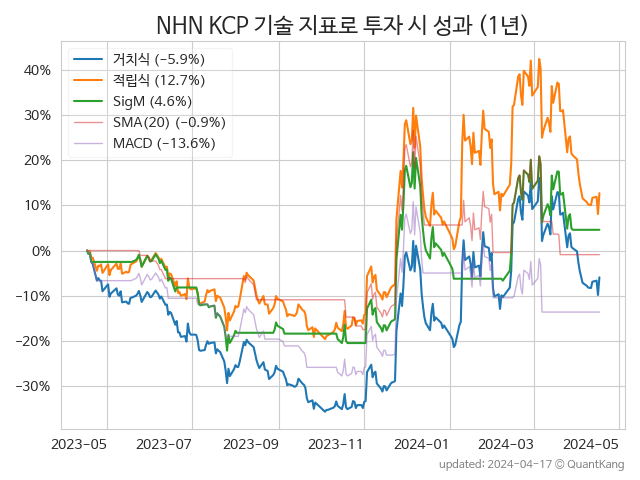 NHN KCP 기술 지표로 투자 시 성과 (1년)
거치식 (−5.9%)
적립식 (12.7%)
SigM (4.6%)
SMA(20) (−0.9%)
MACD (−13.6%)
40%
30%
20%
10%
0%
−10%
−20%
−30%
2023-05 2023-07 2023-09 2023-11 2024-01 2024-03 2024-05
updated: 2024-04-17 © QuantKang